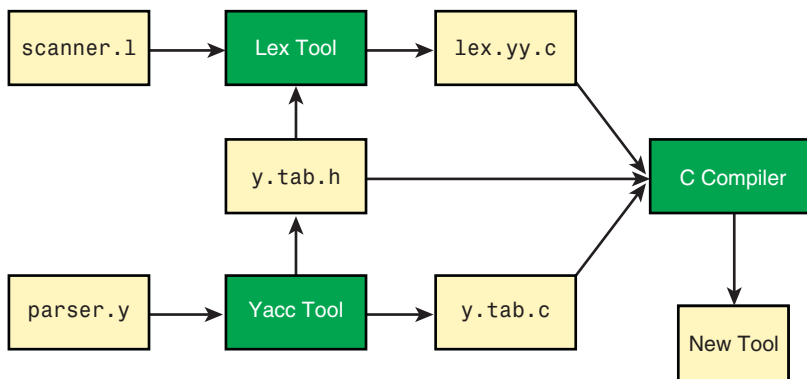 scanner.l
Lex Tool
lex.yy.c
y.tab.h
C Compiler
parser.y
Yacc Tool
y.tab.c
New Tool